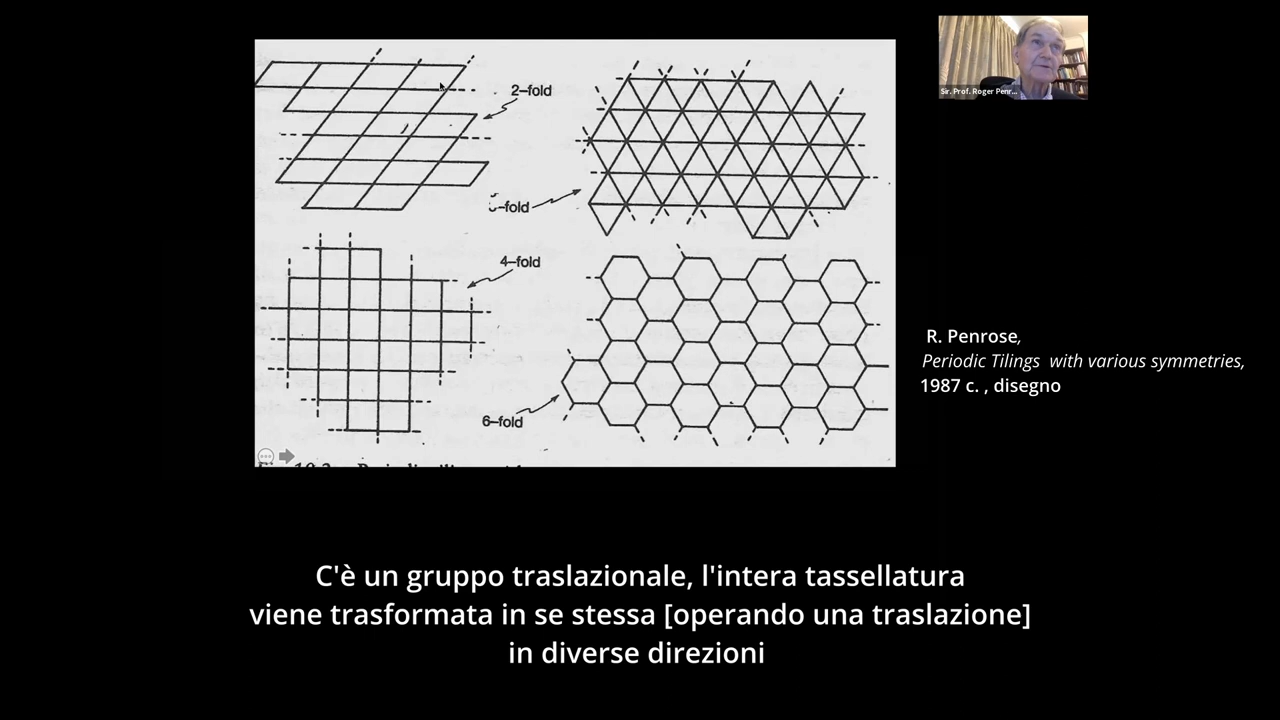 Sir. Prof. Roger Penr...
2-fold
-fold
4-fold
6-fold
R. Penrose,
Periodic Tilings with various symmetries,
1987 c. , disegno
C'è un gruppo traslazionale, l'intera tassellatura
viene trasformata in se stessa [operando una traslazione]
in diverse direzioni